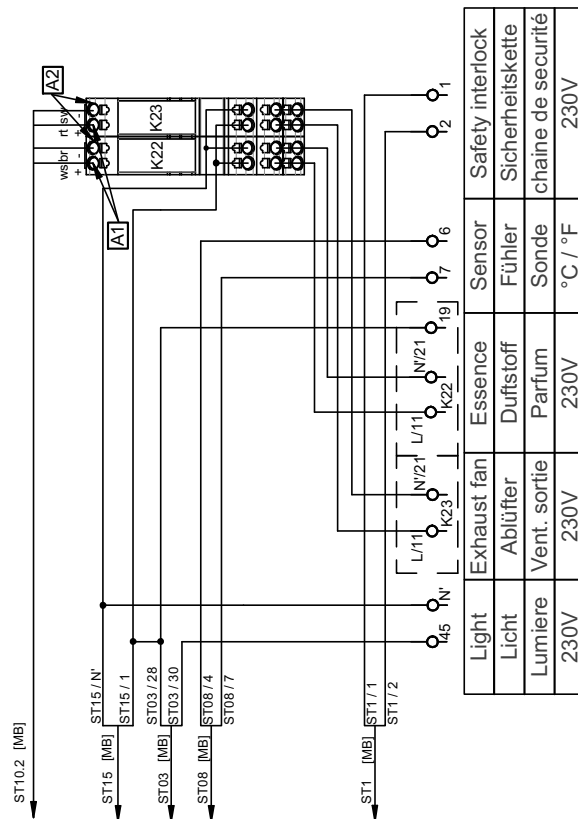 A2
A1
ws br rt sw
+ - + -
K22
K23
1
2
6
7
19
N'/21
K22
L/11
N'/21
K23
L/11
N'
45
ST10.2 [MB]
ST15 [MB]
ST15 / N'
ST15 / 1
ST03 [MB]
ST03 / 28
ST03 / 30
ST08 [MB]
ST08 / 4
ST08 / 7
ST1 [MB]
ST1 / 1
ST1 / 2
Light
Licht
Lumiere
230V
Exhaust fan
Ablüfter
Vent. sortie
230V
Essence
Duftstoff
Parfum
230V
Sensor
Fühler
Sonde
°C / °F
Safety interlock
Sicherheitskette
chaine de securité
230V